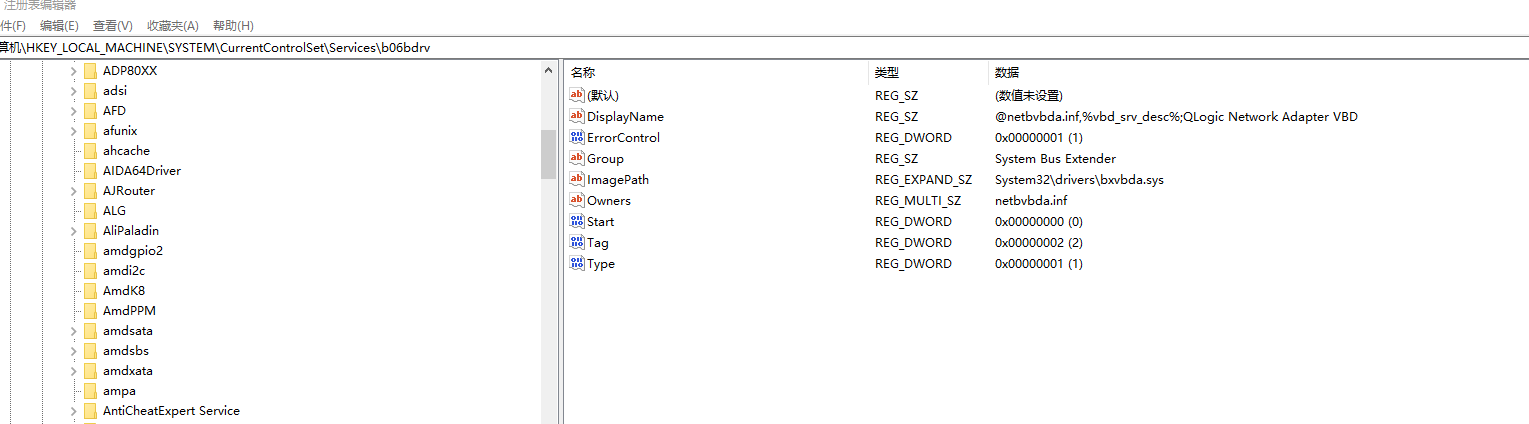 注册表编辑器
件(F) 编辑(E) 查看(V) 收藏夹(A) 帮助(H)
算机\HKEY_LOCAL_MACHINE\SYSTEM\CurrentControlSet\Services\b06bdrv
ADP80XX
adsi
AFD
afunix
ahcache
AIDA64Driver
AJRouter
ALG
AliPaladin
amdgpio2
amdi2c
AmdK8
AmdPPM
amdsata
amdsbs
amdxata
ampa
AntiCheatExpert Service
名称 类型 数据
(默认) REG_SZ (数值未设置)
DisplayName REG_SZ @netbvbda.inf,%vbd_srv_desc%;QLogic Network Adapter VBD
ErrorControl REG_DWORD 0x00000001 (1)
Group REG_SZ System Bus Extender
ImagePath REG_EXPAND_SZ System32\drivers\bxvbda.sys
Owners REG_MULTI_SZ netbvbda.inf
Start REG_DWORD 0x00000000 (0)
Tag REG_DWORD 0x00000002 (2)
Type REG_DWORD 0x00000001 (1)